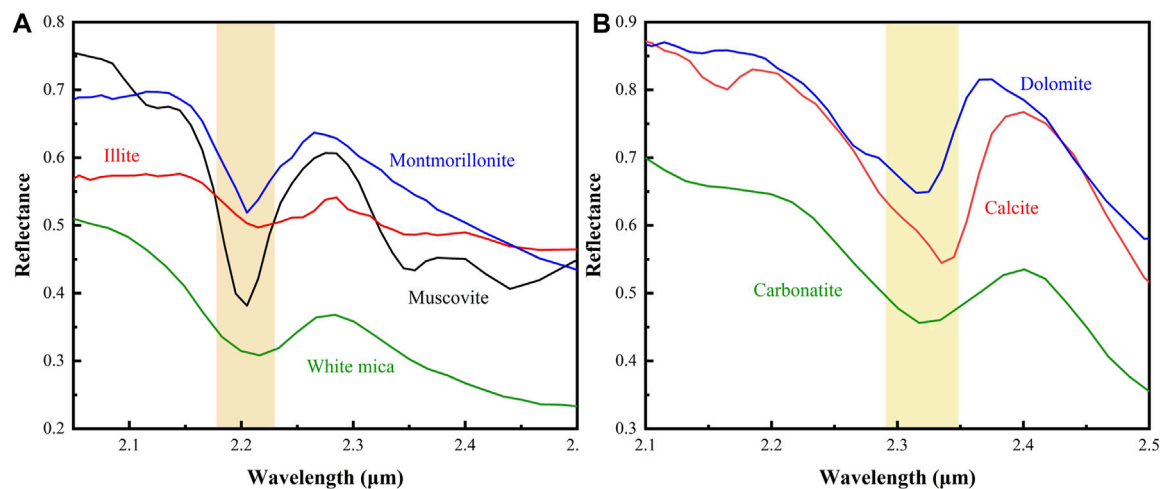 A
0.8
0.7
0.6
0.5
0.4
0.3
0.2
Reflectance
Illite
Montmorillonite
Muscovite
White mica
2.1
2.2
2.3
2.4
2.
Wavelength (μm)
B
0.9
0.8
0.7
0.6
0.5
0.4
0.3
Reflectance
Dolomite
Calcite
Carbonatite
2.1
2.2
2.3
2.4
2.5
Wavelength (μm)